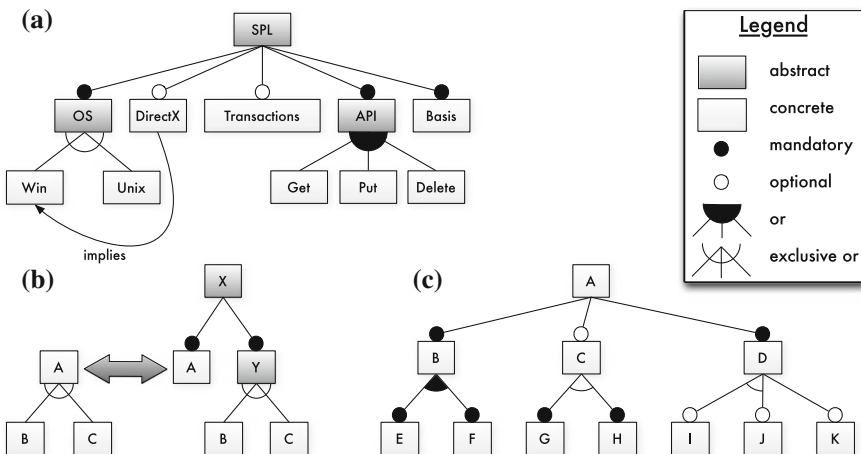 (a)
SPL
OS
DirectX
Transactions
API
Basis
Win
Unix
Get
Put
Delete
implies
Legend
abstract
concrete
mandatory
optional
or
exclusive or
(b)
X
A
A
Y
B
C
B
C
(c)
A
B
C
D
E
F
G
H
I
J
K